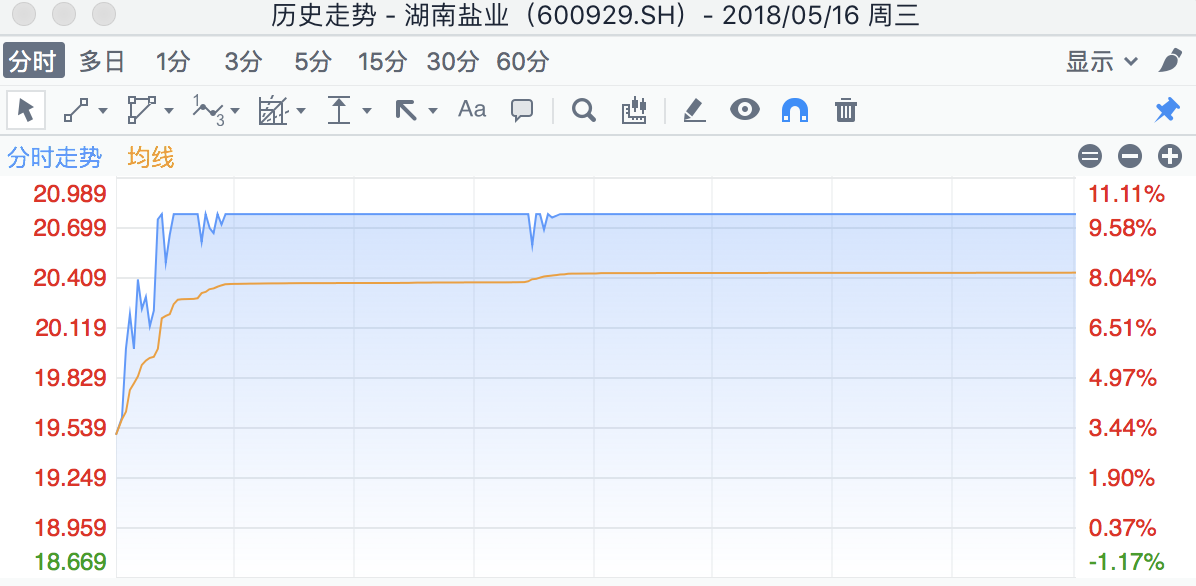 历史走势 - 湖南盐业（600929.SH）- 2018/05/16 周三
分时 多日 1分 3分 5分 15分 30分 60分 显示
1 3 Aa
分时走势 均线
20.989 11.11%
20.699 9.58%
20.409 8.04%
20.119 6.51%
19.829 4.97%
19.539 3.44%
19.249 1.90%
18.959 0.37%
18.669 -1.17%